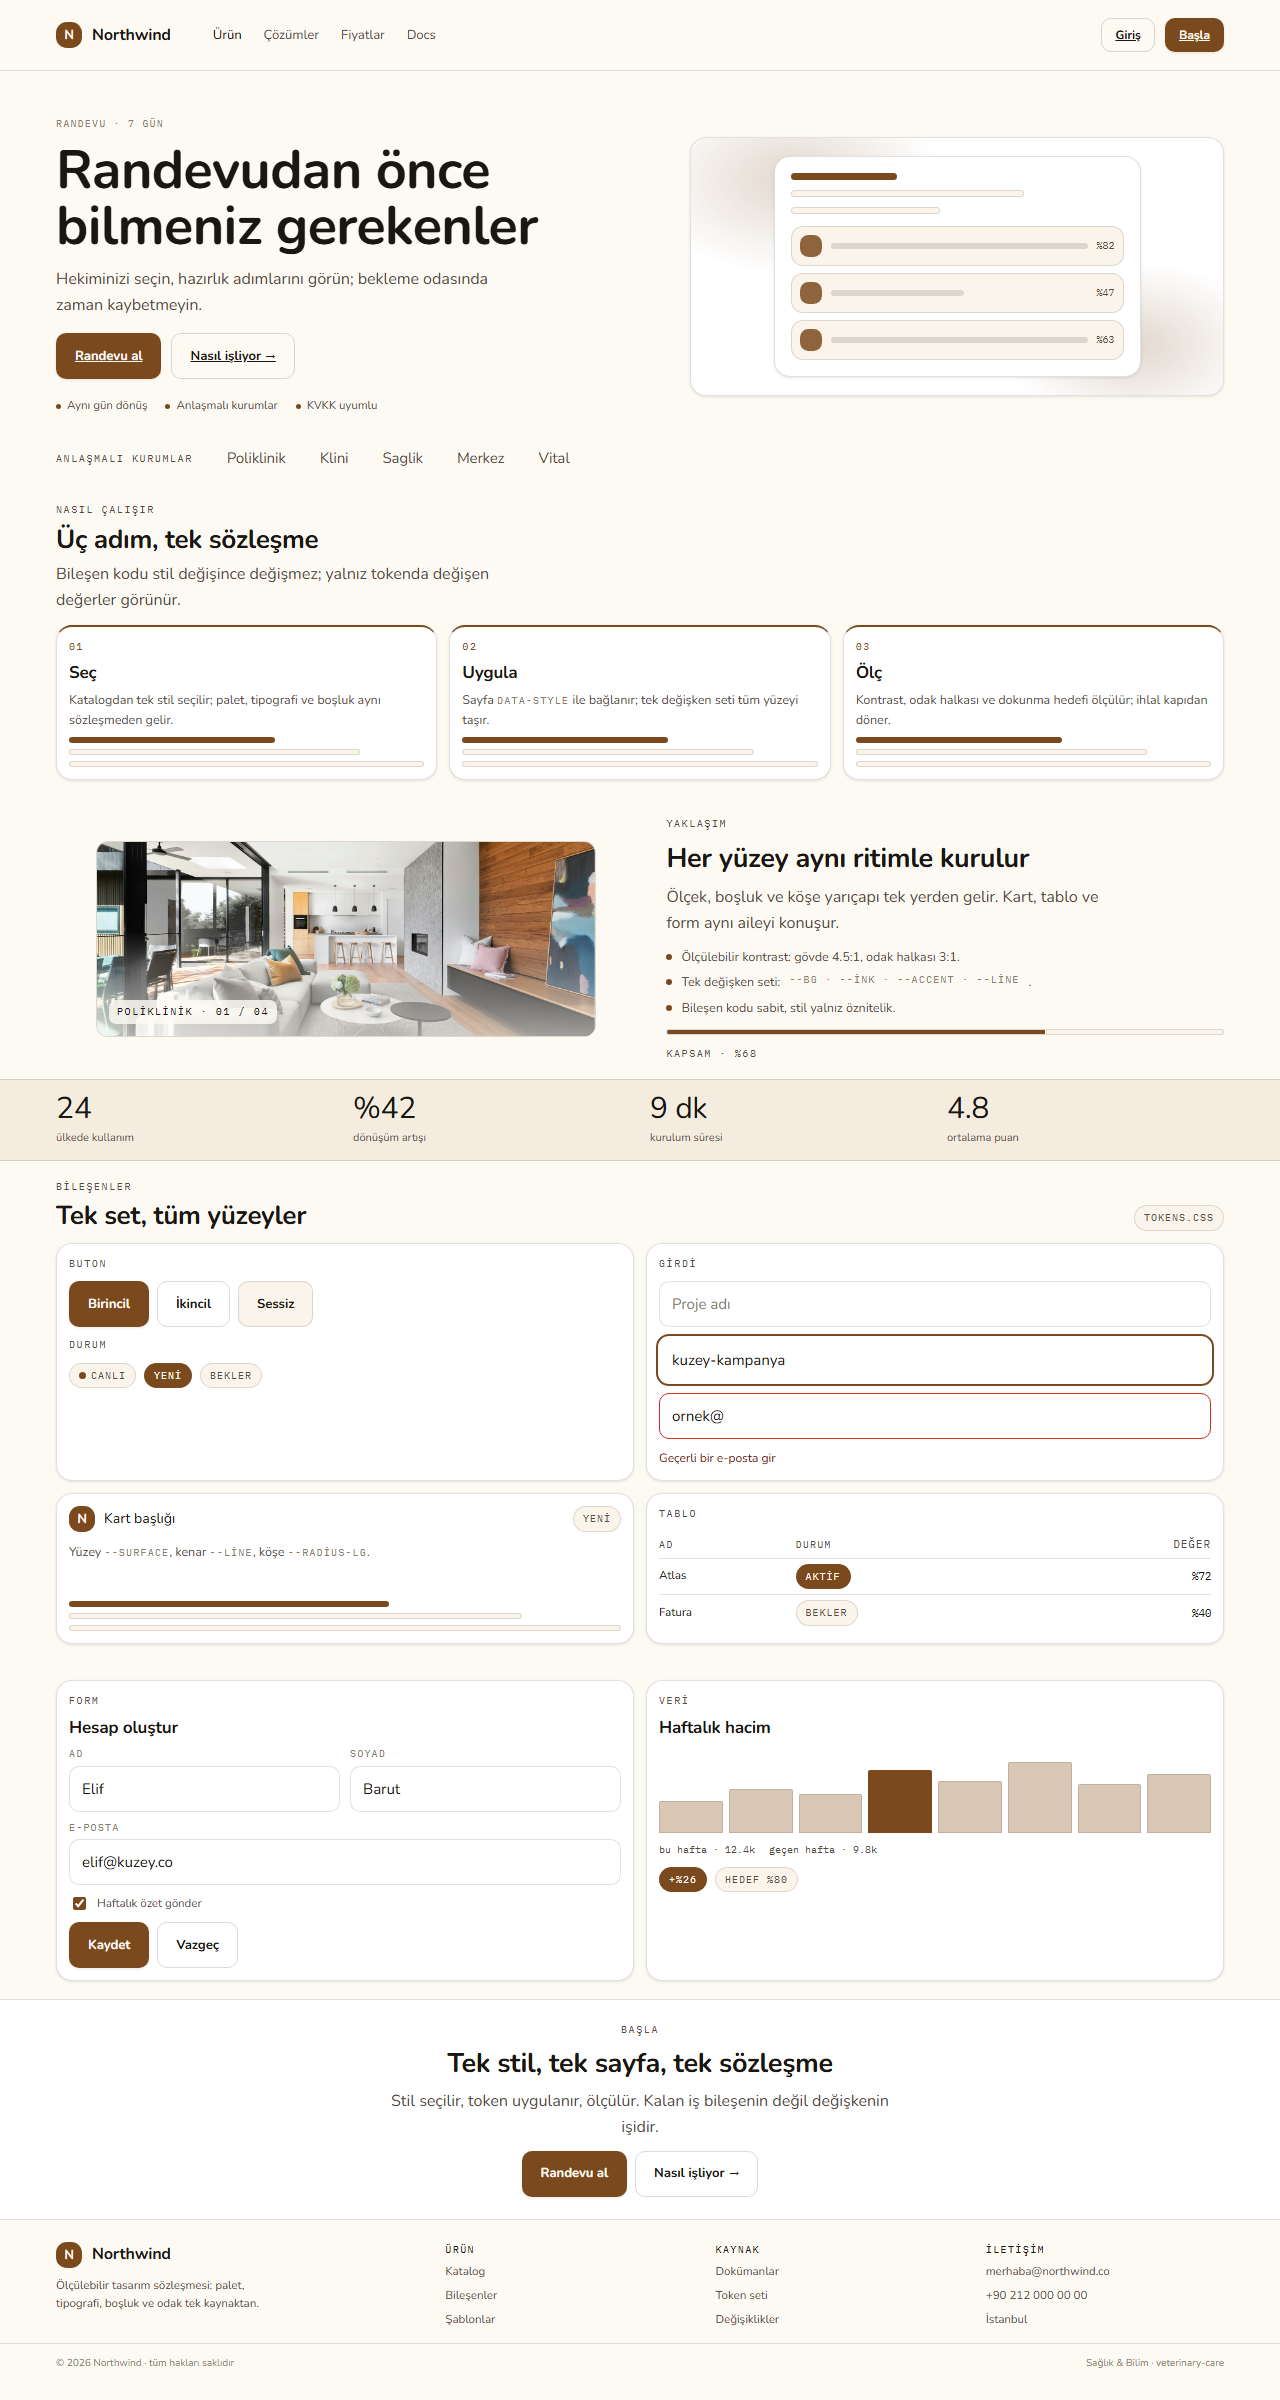 N Northwind Ürün Çözümler Fiyatlar Docs Giriş Başla
RANDEVU · 7 GÜN
Randevudan önce
bilmeniz gerekenler
Hekiminizi seçin, hazırlık adımlarını görün; bekleme odasında
zaman kaybetmeyin.
Randevu al Nasıl işliyor →
Aynı gün dönüş Anlaşmalı kurumlar KVKK uyumlu
%82
%47
%63
ANLAŞMALI KURUMLAR Poliklinik Klini Saglik Merkez Vital
NASIL ÇALIŞIR
Üç adım, tek sözleşme
Bileşen kodu stil değişince değişmez; yalnız tokenda değişen
değerler görünür.
01
Seç
Katalogdan tek stil seçilir; palet, tipografi ve boşluk aynı
sözleşmeden gelir.
02
Uygula
Sayfa DATA-STYLE ile bağlanır; tek değişken seti tüm yüzeyi
taşır.
03
Ölç
Kontrast, odak halkası ve dokunma hedefi ölçülür; ihlal kapıdan
döner.
POLİKLİNİK · 01 / 04
YAKLAŞIM
Her yüzey aynı ritimle kurulur
Ölçek, boşluk ve köşe yarıçapı tek yerden gelir. Kart, tablo ve
form aynı aileyi konuşur.
Ölçülebilir kontrast: gövde 4.5:1, odak halkası 3:1.
Tek değişken seti: --BG · --İNK · --ACCENT · --LİNE .
Bileşen kodu sabit, stil yalnız öznitelik.
KAPSAM · %68
24 %42 9 dk 4.8
ülkede kullanım dönüşüm artışı kurulum süresi ortalama puan
BİLEŞENLER
Tek set, tüm yüzeyler
TOKENS.CSS
BUTON
Birincil İkincil Sessiz
DURUM
CANLI YENİ BEKLER
GİRDİ
Proje adı
kuzey-kampanya
ornek@
Geçerli bir e-posta gir
N Kart başlığı YENİ
Yüzey --SURFACE, kenar --LİNE, köşe --RADİUS-LG.
TABLO
AD DURUM DEĞER
Atlas AKTİF %72
Fatura BEKLER %40
FORM
Hesap oluştur
AD SOYAD
Elif Barut
E-POSTA
elif@kuzey.co
Haftalık özet gönder
Kaydet Vazgeç
VERİ
Haftalık hacim
bu hafta · 12.4k geçen hafta · 9.8k
+%26 HEDEF %80
BAŞLA
Tek stil, tek sayfa, tek sözleşme
Stil seçilir, token uygulanır, ölçülür. Kalan iş bileşenin değil değişkenin
işidir.
Randevu al Nasıl işliyor →
N Northwind
Ölçülebilir tasarım sözleşmesi: palet,
tipografi, boşluk ve odak tek kaynaktan.
ÜRÜN
Katalog
Bileşenler
Şablonlar
KAYNAK
Dokümanlar
Token seti
Değişiklikler
İLETİŞİM
merhaba@northwind.co
+90 212 000 00 00
İstanbul
© 2026 Northwind · tüm hakları saklıdır
Sağlık & Bilim · veterinary-care